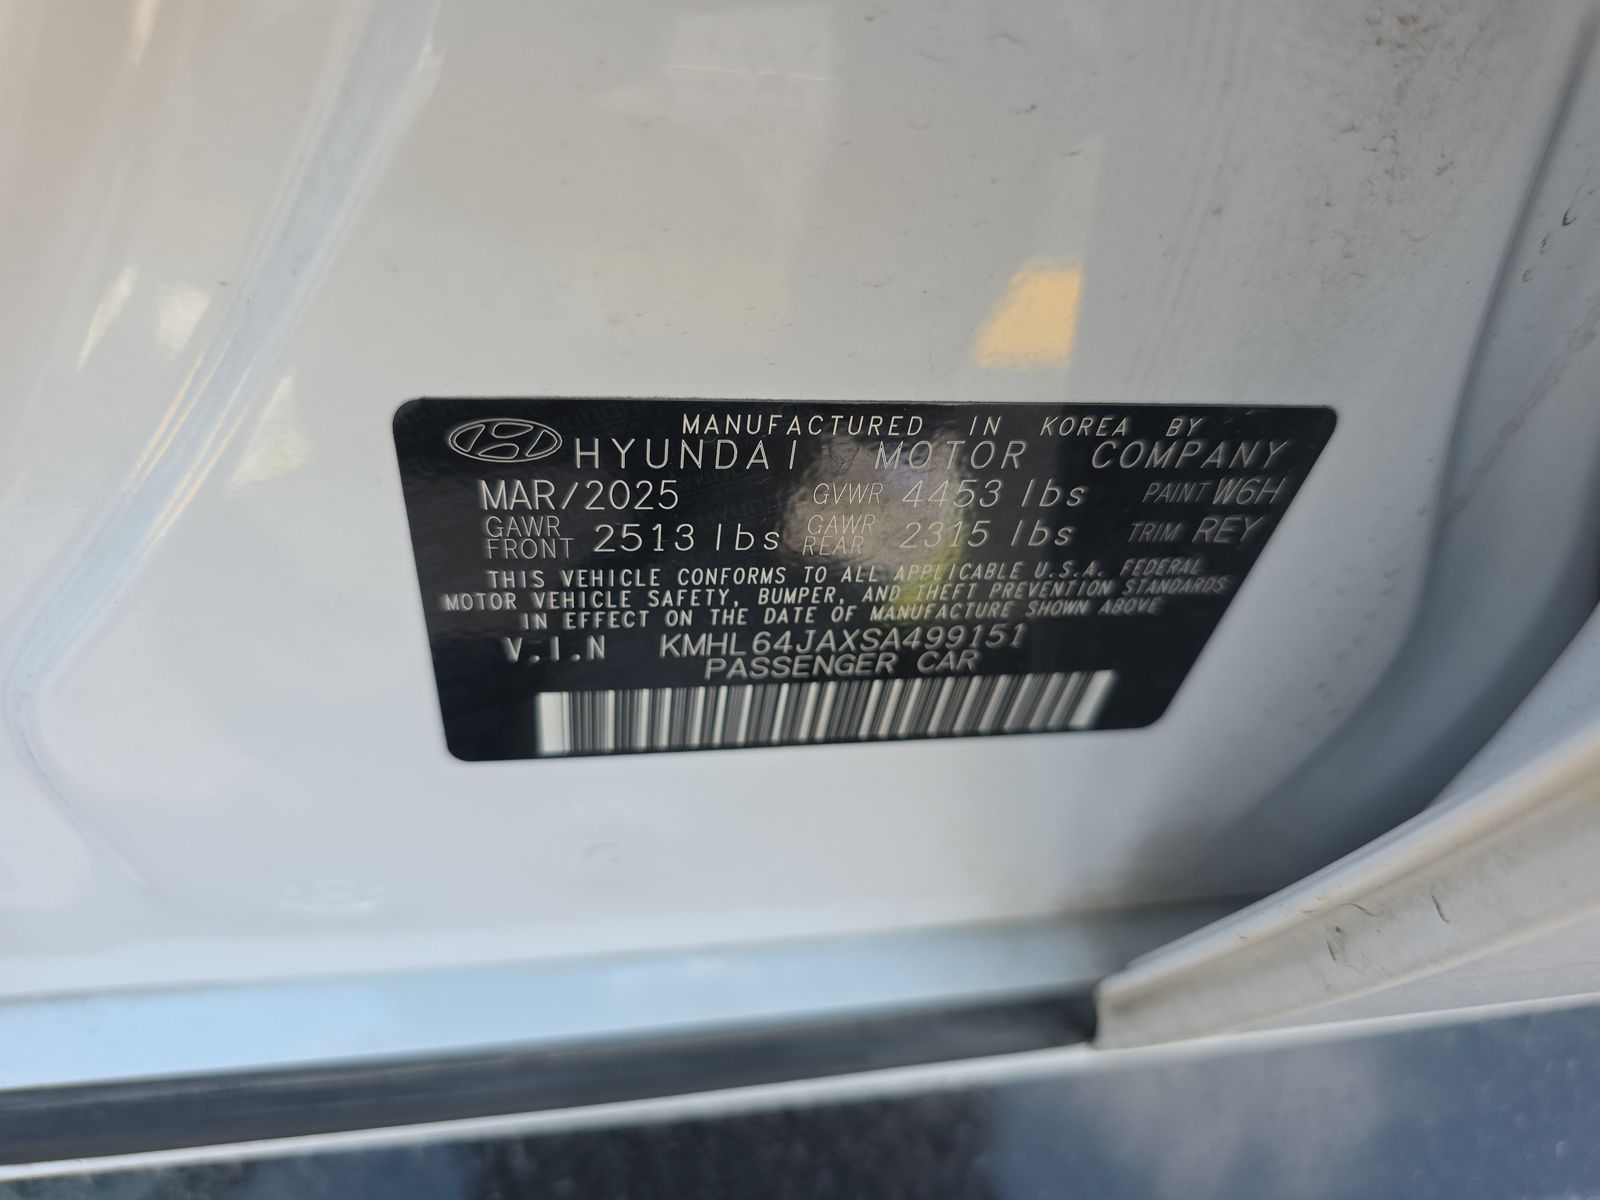 MANUFACTURED IN KOREA BY
HYUNDAI MOTOR COMPANY
MAR/2025 GVWR 4453 lbs PAINT W6H
GAWR FRONT 2513 lbs GAWR REAR 2315 lbs TRIM REY
THIS VEHICLE CONFORMS TO ALL APPLICABLE U.S.A. FEDERAL
MOTOR VEHICLE SAFETY, BUMPER, AND THEFT PREVENTION STANDARDS
IN EFFECT ON THE DATE OF MANUFACTURE SHOWN ABOVE
V.I.N KMHL64JAXSA499151
PASSENGER CAR